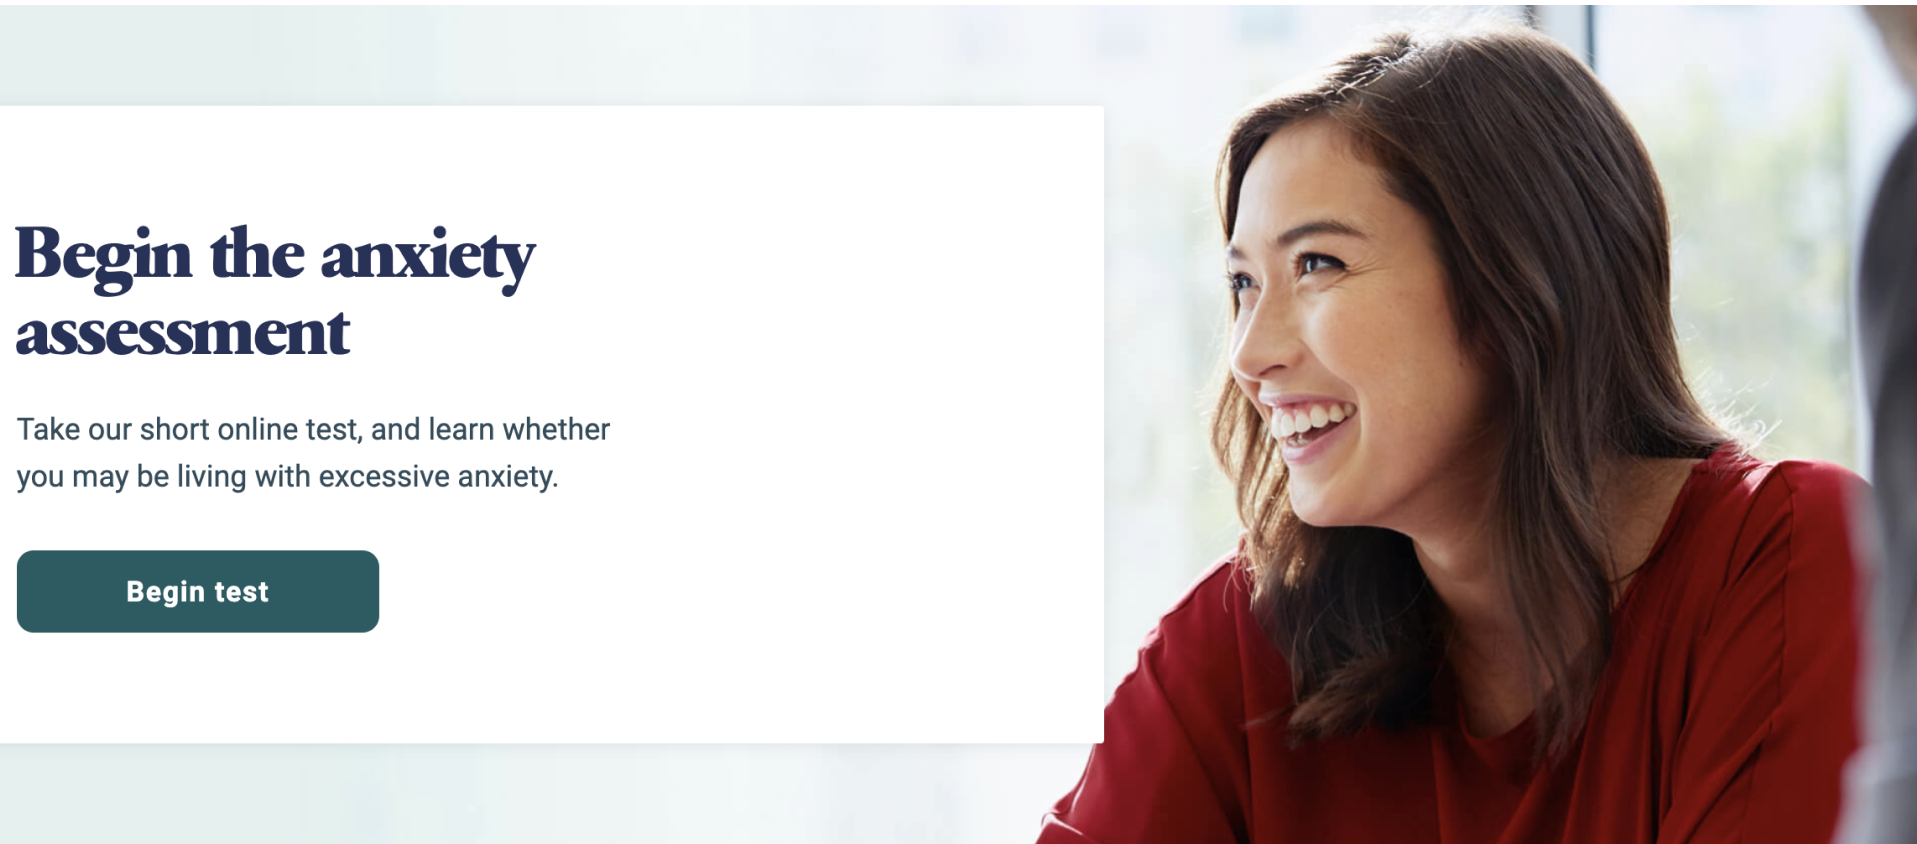 Begin the anxiety
assessment
Take our short online test, and learn whether
you may be living with excessive anxiety.
Begin test